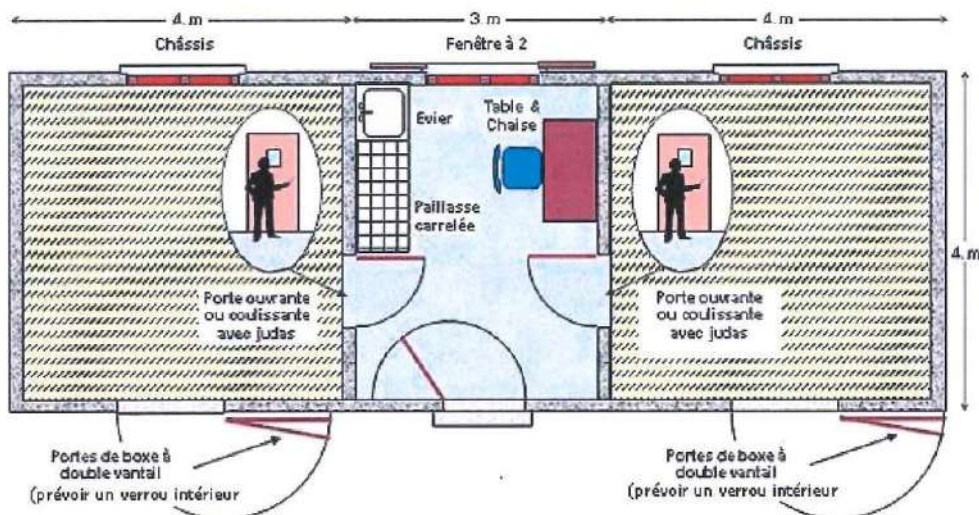 4. m
3. m
4. m
Châssis
Fenêtre à 2
Châssis
Evier
Table &
Chaise
Paillasse
carrelée
4. m
Porte ouvrante
ou coulissante
avec judas
Porte ouvrante
ou coulissante
avec judas
Portes de boxe à
double vantail
(prévoir un verrou intérieur
Portes de boxe à
double vantail
(prévoir un verrou intérieur